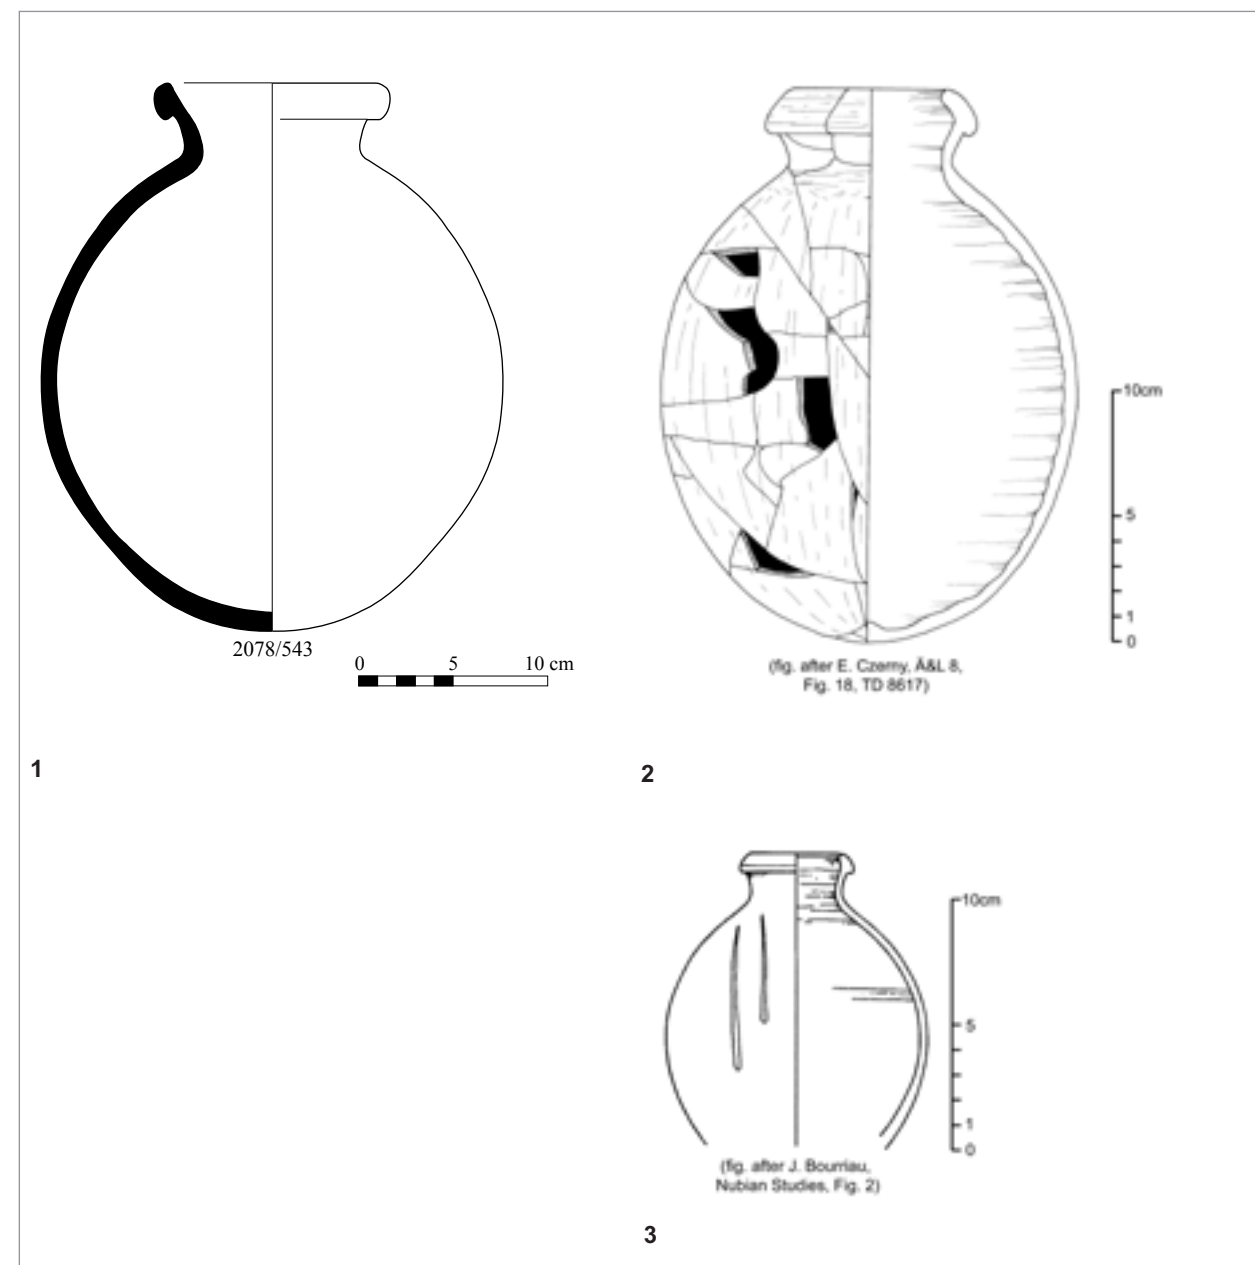 2078/543
0 5 10 cm
1
10cm
5
1
0
(fig. after E. Czerny, Ä&L 8,
Fig. 18, TD 8617)
2
10cm
5
1
0
(fig. after J. Bourriau,
Nubian Studies, Fig. 2)
3